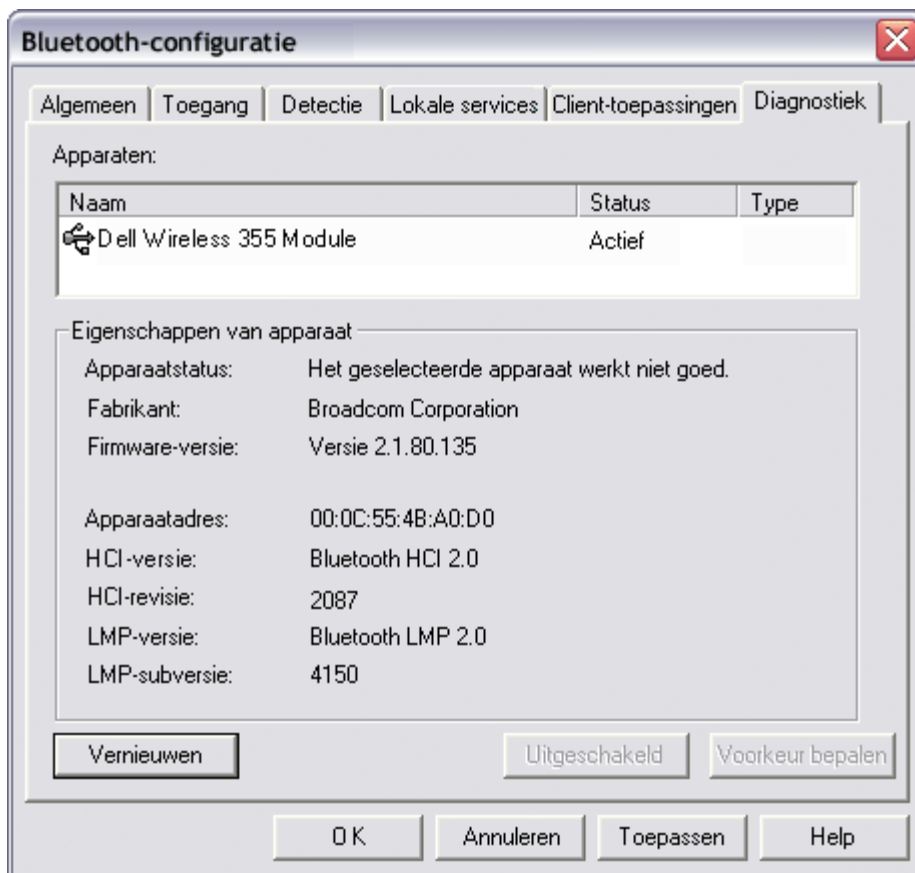 Bluetooth-configuratie
Algemeen Toegang Detectie Lokale services Client-toepassingen Diagnostiek
Apparaten:
Naam Status Type
Dell Wireless 355 Module Actief
Eigenschappen van apparaat
Apparaatstatus: Het geselecteerde apparaat werkt niet goed.
Fabrikant: Broadcom Corporation
Firmware-versie: Versie 2.1.80.135
Apparaatadres: 00:0C:55:4B:A0:D0
HCI-versie: Bluetooth HCI 2.0
HCI-revisie: 2087
LMP-versie: Bluetooth LMP 2.0
LMP-subversie: 4150
Vernieuwen Uitgeschakeld Voorkeur bepalen
OK Annuleren Toepassen Help